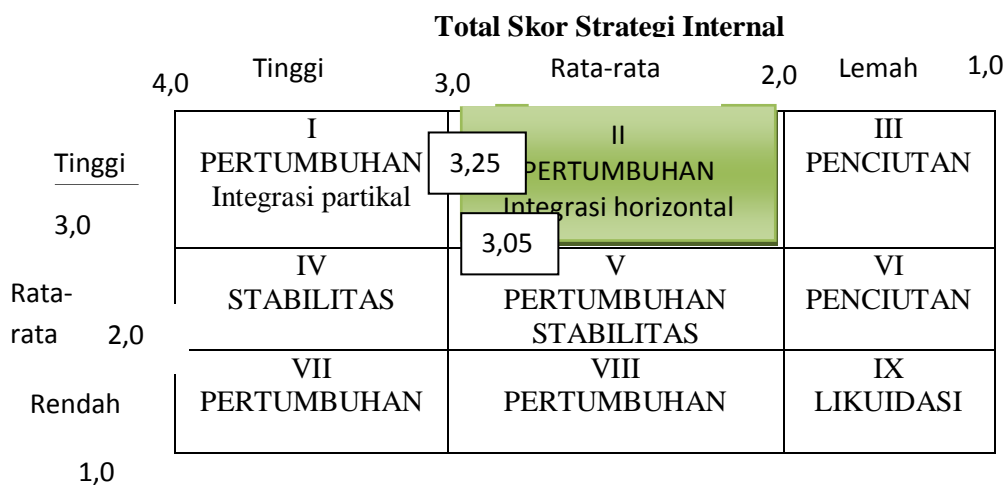 Total Skor Strategi Internal
4,0 Tinggi 3,0 Rata-rata 2,0 Lemah 1,0
Tinggi
3,0
I
PERTUMBUHAN
Integrasi partikal
3,25
II
PERTUMBUHAN
Integrasi horizontal
3,05
III
PENCIUTAN
Rata-
rata 2,0
IV
STABILITAS
V
PERTUMBUHAN
STABILITAS
VI
PENCIUTAN
Rendah
1,0
VII
PERTUMBUHAN
VIII
PERTUMBUHAN
IX
LIKUIDASI